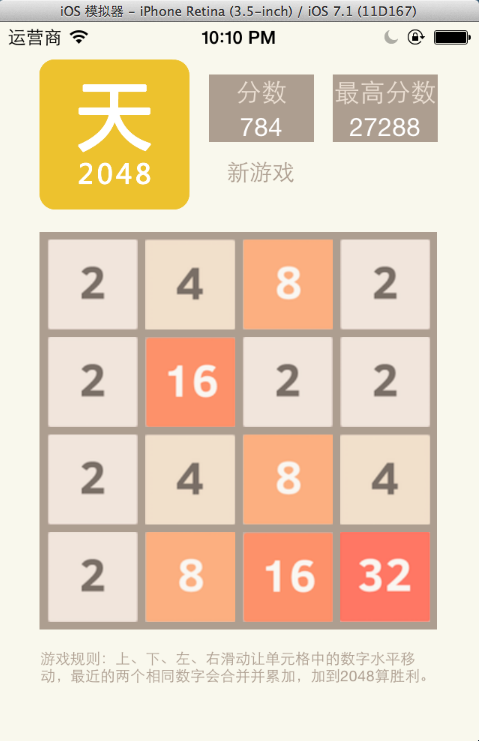 iOS 模拟器 - iPhone Retina (3.5-inch) / iOS 7.1 (11D167)
运营商 10:10 PM
天
2048
分数 最高分数
784 27288
新游戏
2 4 8 2
2 16 2 2
2 4 8 4
2 8 16 32
游戏规则：上、下、左、右滑动让单元格中的数字水平移
动，最近的两个相同数字会合并并累加，加到2048算胜利。